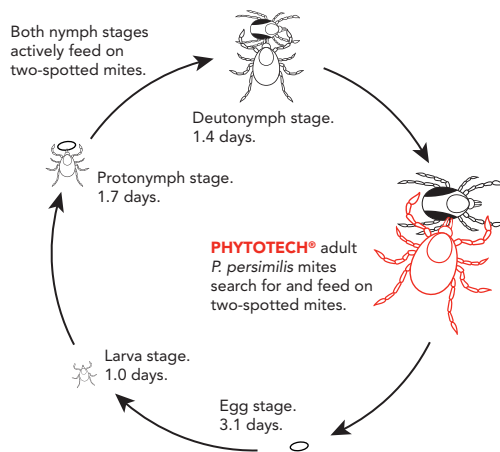 Both nymph stages
actively feed on
two-spotted mites.
Deutonymph stage.
1.4 days.
Protonymph stage.
1.7 days.
PHYTOTECH® adult
P. persimilis mites
search for and feed on
two-spotted mites.
Larva stage.
1.0 days.
Egg stage.
3.1 days.